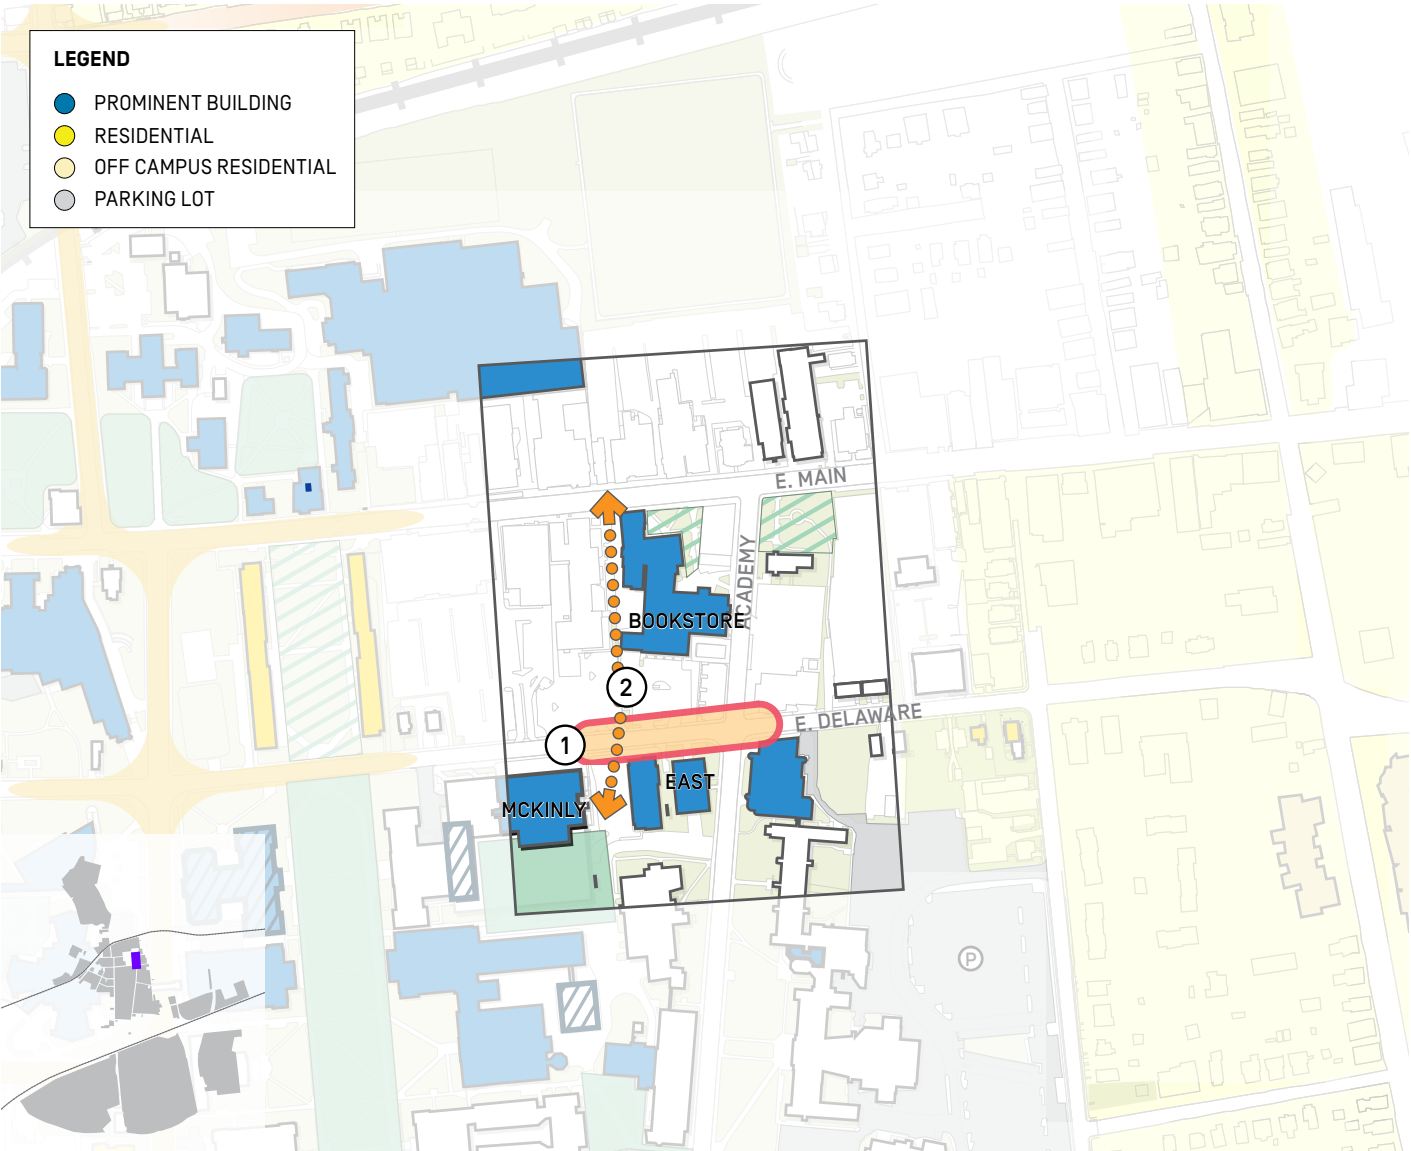 LEGEND
PROMINENT BUILDING
RESIDENTIAL
OFF CAMPUS RESIDENTIAL
PARKING LOT
E. MAIN
ACADEMY
BOOKSTORE
2
E. DELAWARE
1
EAST
MCKINLY
P